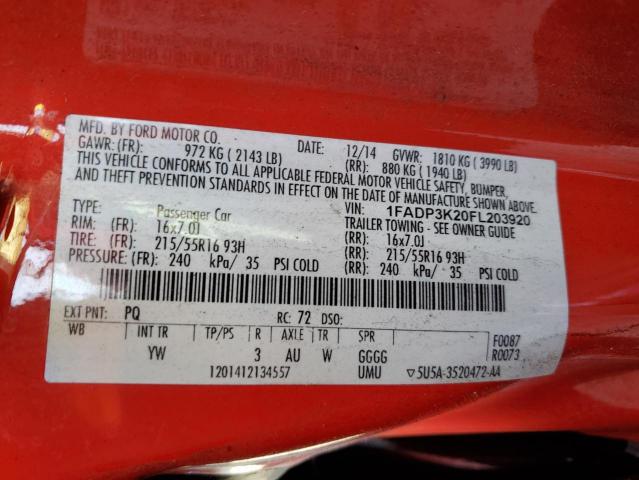 MFD. BY FORD MOTOR CO.
DATE: 12/14 GVWR: 1810 KG ( 3990 LB)
GAWR: (FR): 972 KG ( 2143 LB) (RR): 880 KG ( 1940 LB)
THIS VEHICLE CONFORMS TO ALL APPLICABLE FEDERAL MOTOR VEHICLE SAFETY, BUMPER,
AND THEFT PREVENTION STANDARDS IN EFFECT ON THE DATE OF MANUFACTURE SHOWN ABOVE.
VIN: 1FADP3K20FL203920
TYPE: Passenger Car TRAILER TOWING - SEE OWNER GUIDE
RIM: (FR) 16x7.0J (RR): 16x7.0J
TIRE: (FR): 215/55R16 93H (RR): 215/55R16 93H
PRESSURE: (FR) 240 kPa/ 35 PSI COLD (RR): 240 kPa/ 35 PSI COLD
EXT PNT: PQ RC: 72 DSO:
WB INT TR TP/PS R AXLE TR SPR F0087
YW 3 AU W GGGG R0073
1201412134557 UMU ▽5U5A-3520472-AA